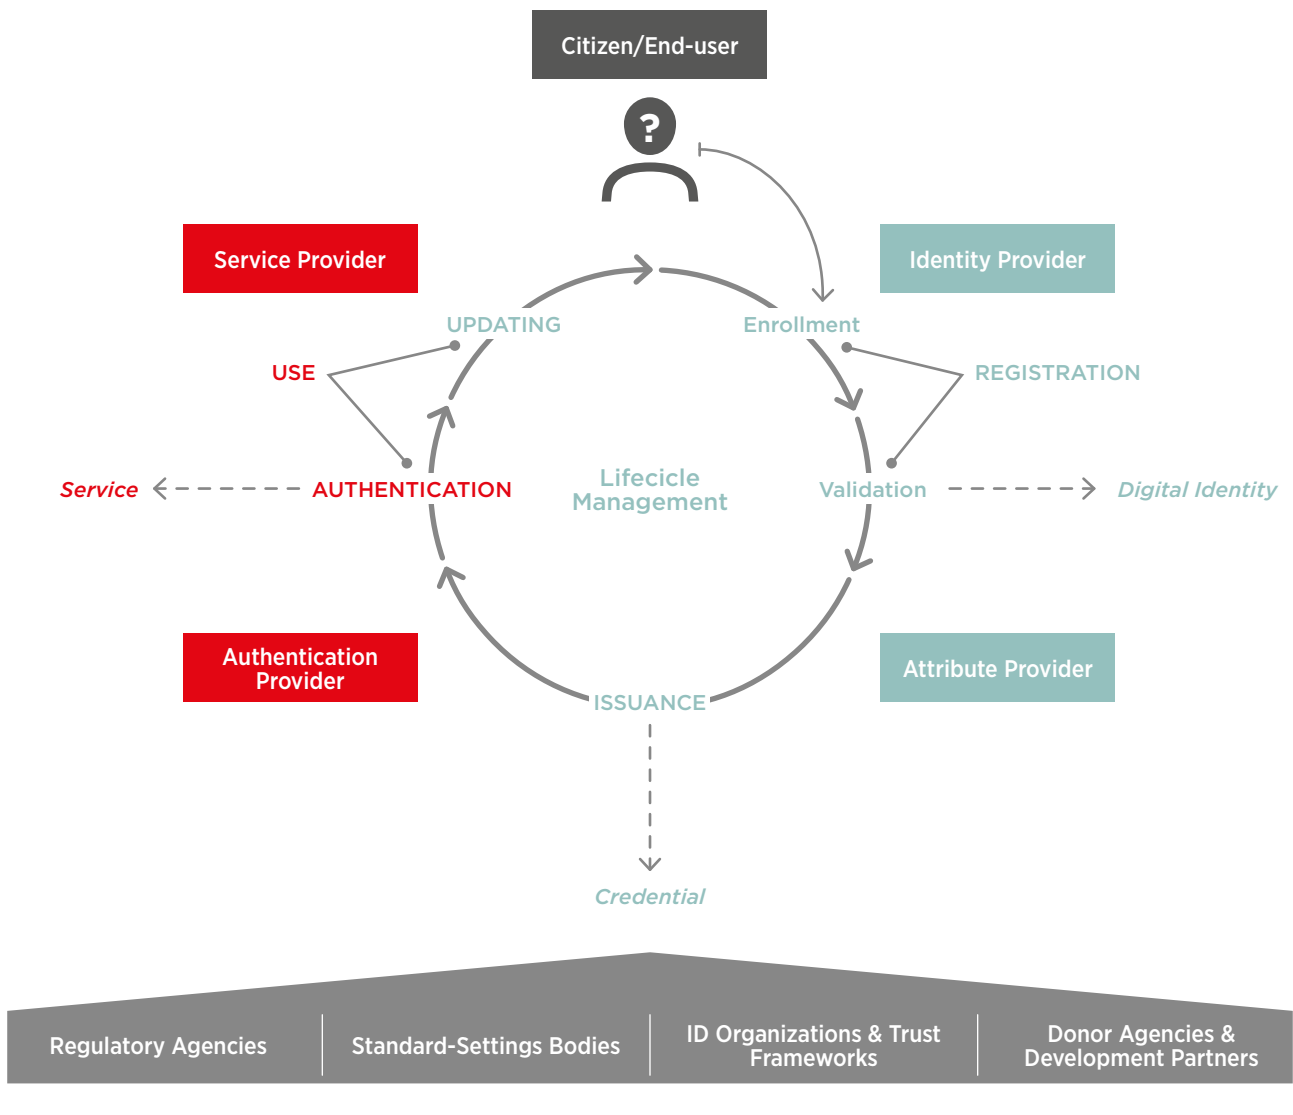 Citizen/End-user
?
Service Provider
Identity Provider
UPDATING
Enrollment
USE
REGISTRATION
Lifecicle
Management
Service
AUTHENTICATION
Validation
Digital Identity
Authentication
Provider
Attribute Provider
ISSUANCE
Credential
Regulatory Agencies
Standard-Settings Bodies
ID Organizations & Trust
Frameworks
Donor Agencies &
Development Partners